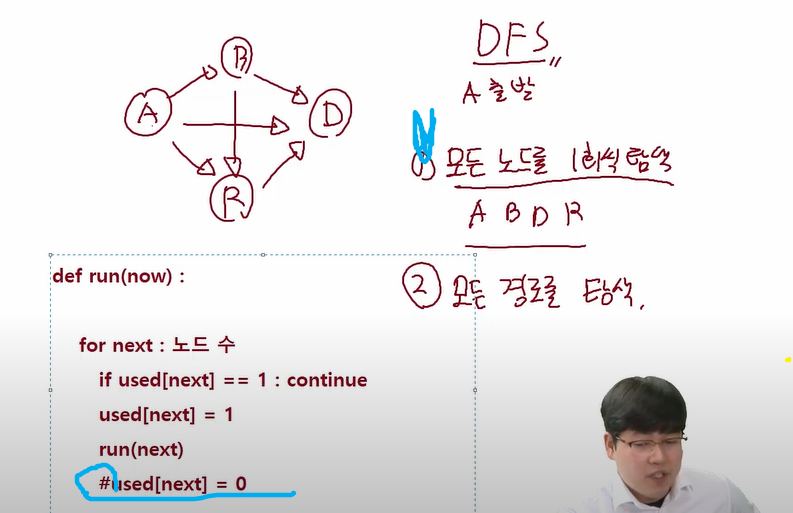 DFS
A 출발
B
A
D
R
1) 모든 노드를 1회씩 탐색
A B D R
② 모든 경로를 탐색.
def run(now) :
for next : 노드 수
if used[next] == 1 : continue
used[next] = 1
run(next)
#used[next] = 0